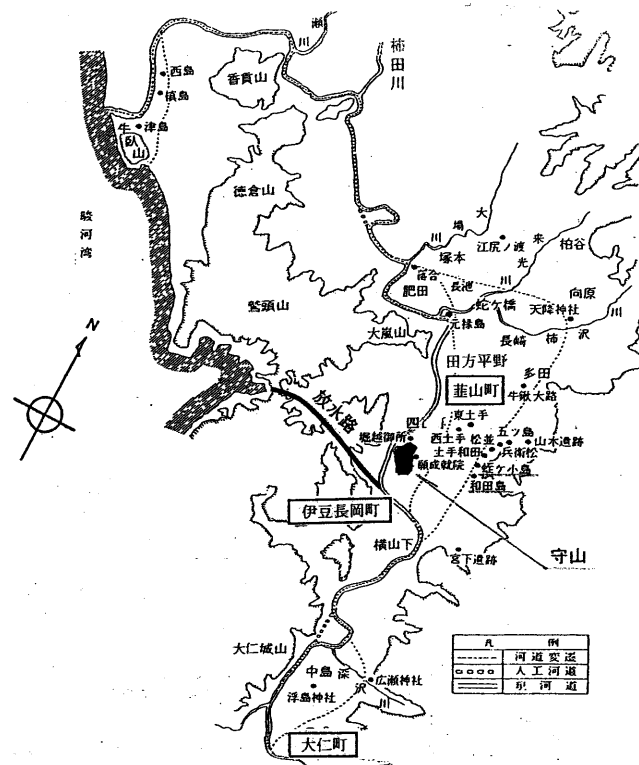 瀬川
柿田川
西島
香貫山
槙島
牛臥山
津島
徳倉山
駿河湾
大場川
来光川
江尻ノ渡
柏谷
塚本
落合
長池
肥田
蛇ケ橋
向原
天降神社
鷲頭山
元禄島
長崎
柿沢川
大嵐山
田方平野
多田
N
韮山町
牛鍬大路
放水路
四日町
東土手
堀越御所
西土手
松並
五ツ島
山木遺跡
土手和田
兵衛松
願成就院
蛭ケ小島
和田島
伊豆長岡町
横山下
守山
宮下遺跡
大仁城山
中島
深沢川
広瀬神社
浮島神社
大仁町
凡例
河道変遷
人工河道
現河道